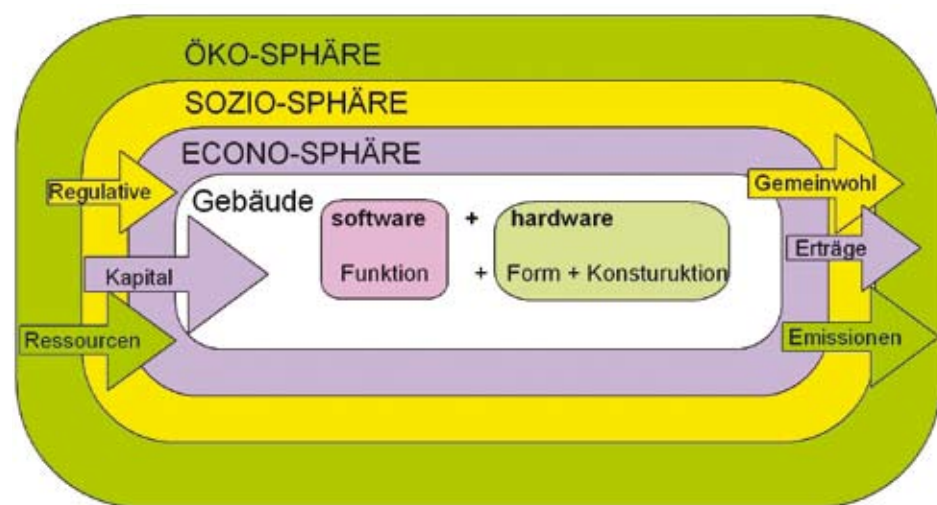 ÖKO-SPHÄRE
SOZIO-SPHÄRE
ECONO-SPHÄRE
Regulative
Gebäude
software + hardware
Funktion + Form + Konsturuktion
Kapital
Ressourcen
Gemeinwohl
Erträge
Emissionen